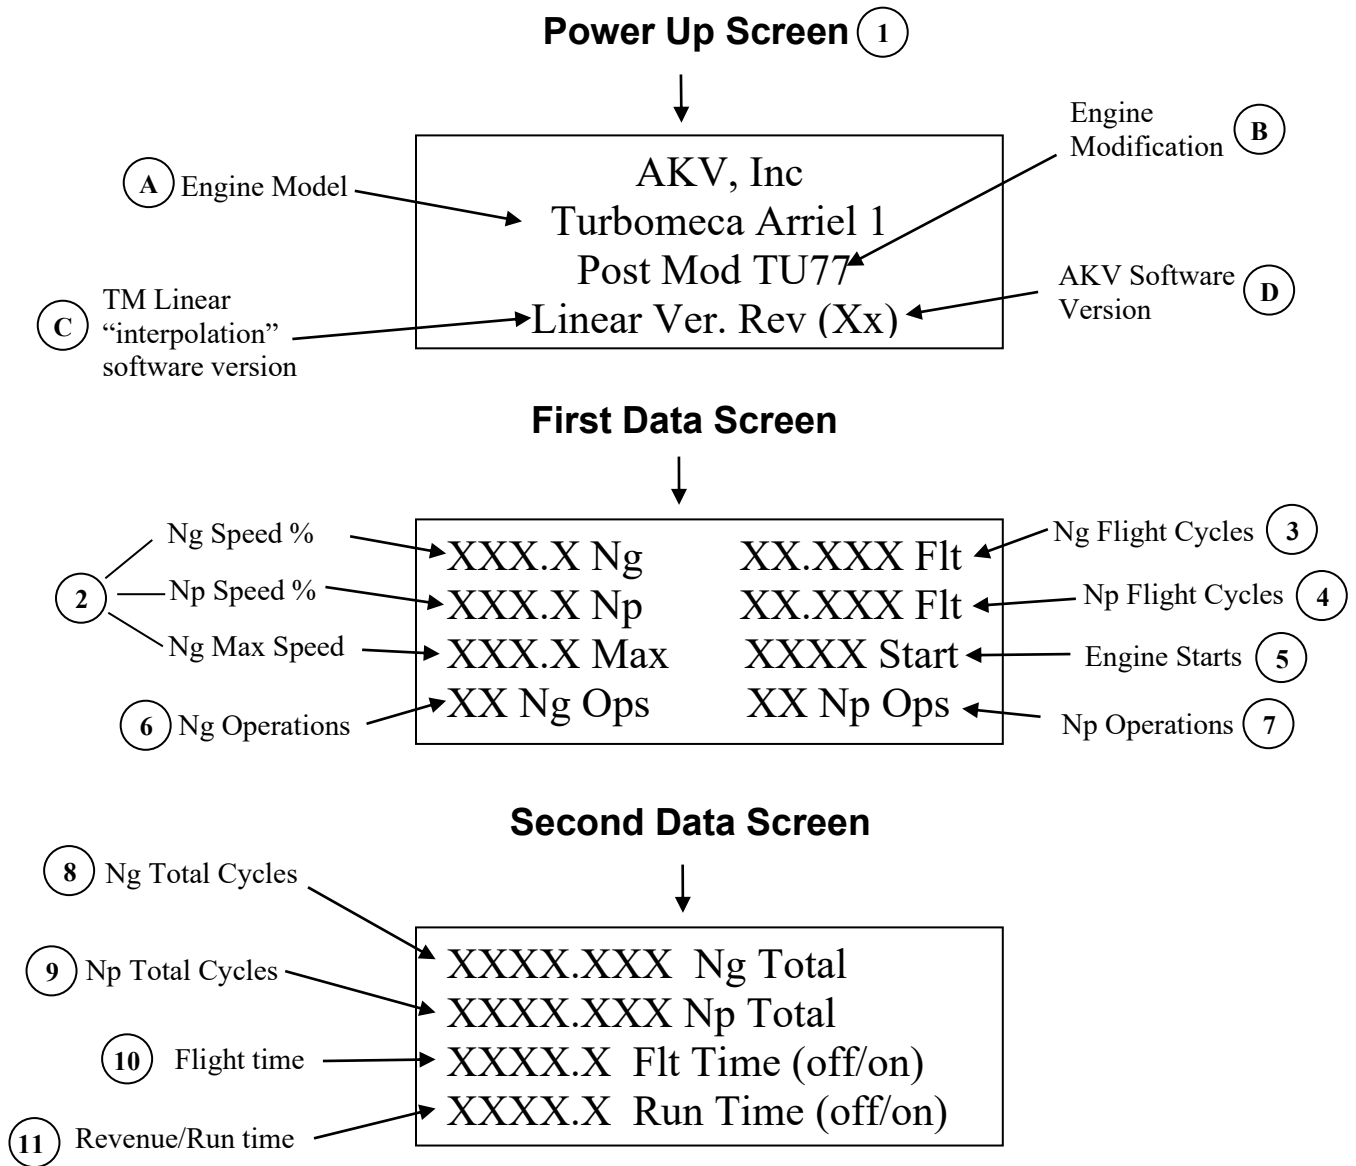 Power Up Screen 1
Engine
Modification B
A Engine Model
AKV, Inc
Turbomeca Arriel 1
Post Mod TU77
Linear Ver. Rev (Xx)
C TM Linear
“interpolation”
software version
AKV Software
Version D
First Data Screen
2
Ng Speed %
Np Speed %
Ng Max Speed
6 Ng Operations
XXX.X Ng XX.XXX Flt
XXX.X Np XX.XXX Flt
XXX.X Max XXXX Start
XX Ng Ops XX Np Ops
Ng Flight Cycles 3
Np Flight Cycles 4
Engine Starts 5
Np Operations 7
Second Data Screen
8 Ng Total Cycles
9 Np Total Cycles
10 Flight time
11 Revenue/Run time
XXXX.XXX Ng Total
XXXX.XXX Np Total
XXXX.X Flt Time (off/on)
XXXX.X Run Time (off/on)